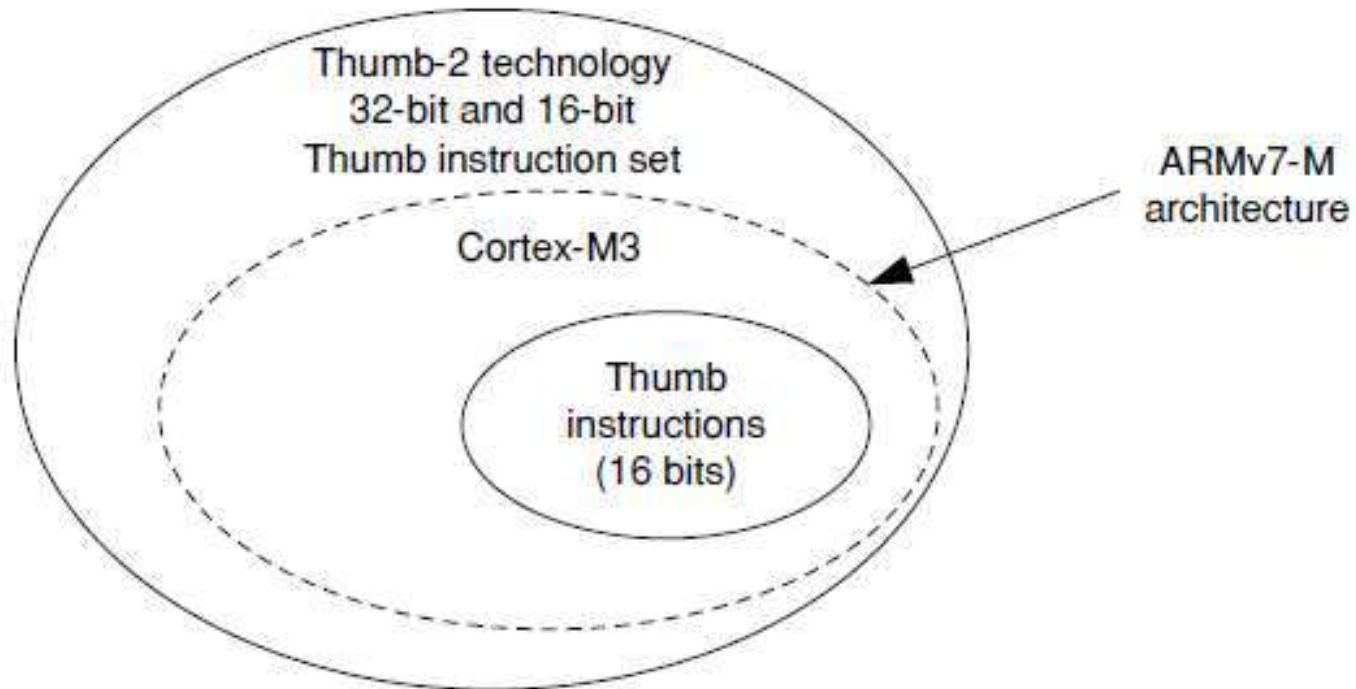 Thumb-2 technology
32-bit and 16-bit
Thumb instruction set
ARMv7-M
architecture
Cortex-M3
Thumb
instructions
(16 bits)